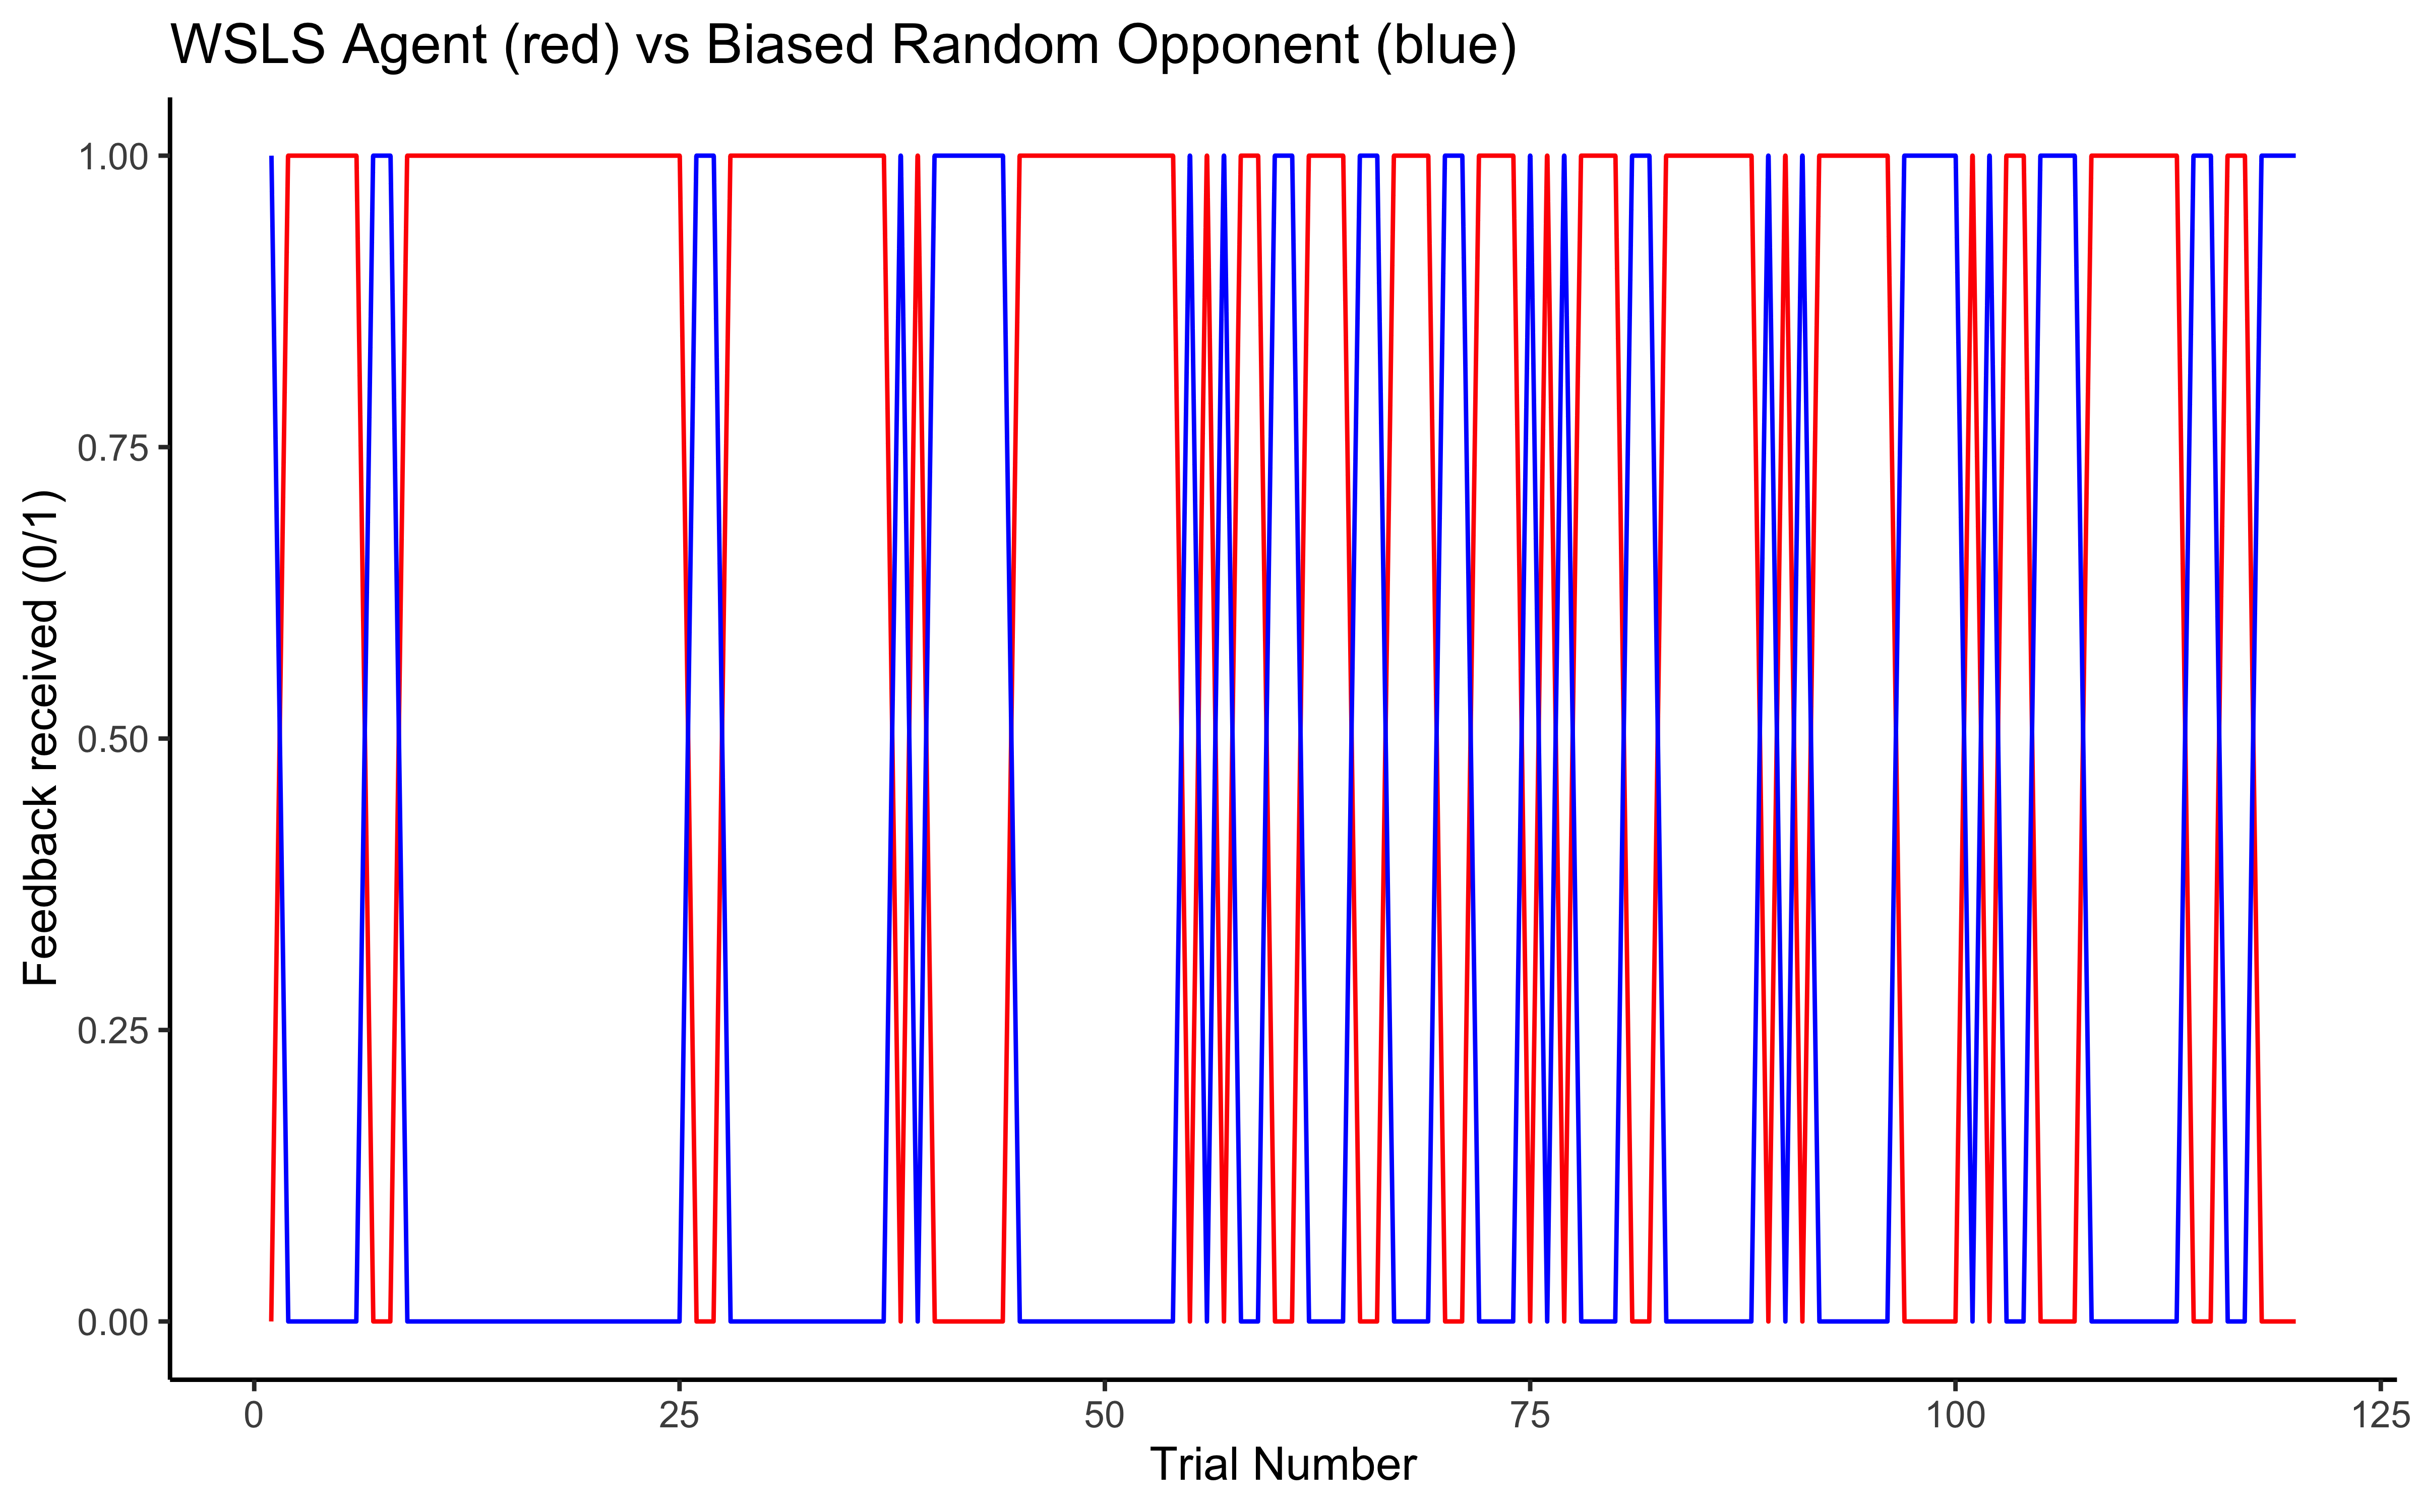 WSLS Agent (red) vs Biased Random Opponent (blue)
Feedback received (0/1)
1.00
0.75
0.50
0.25
0.00
0 25 50 75 100 125
Trial Number